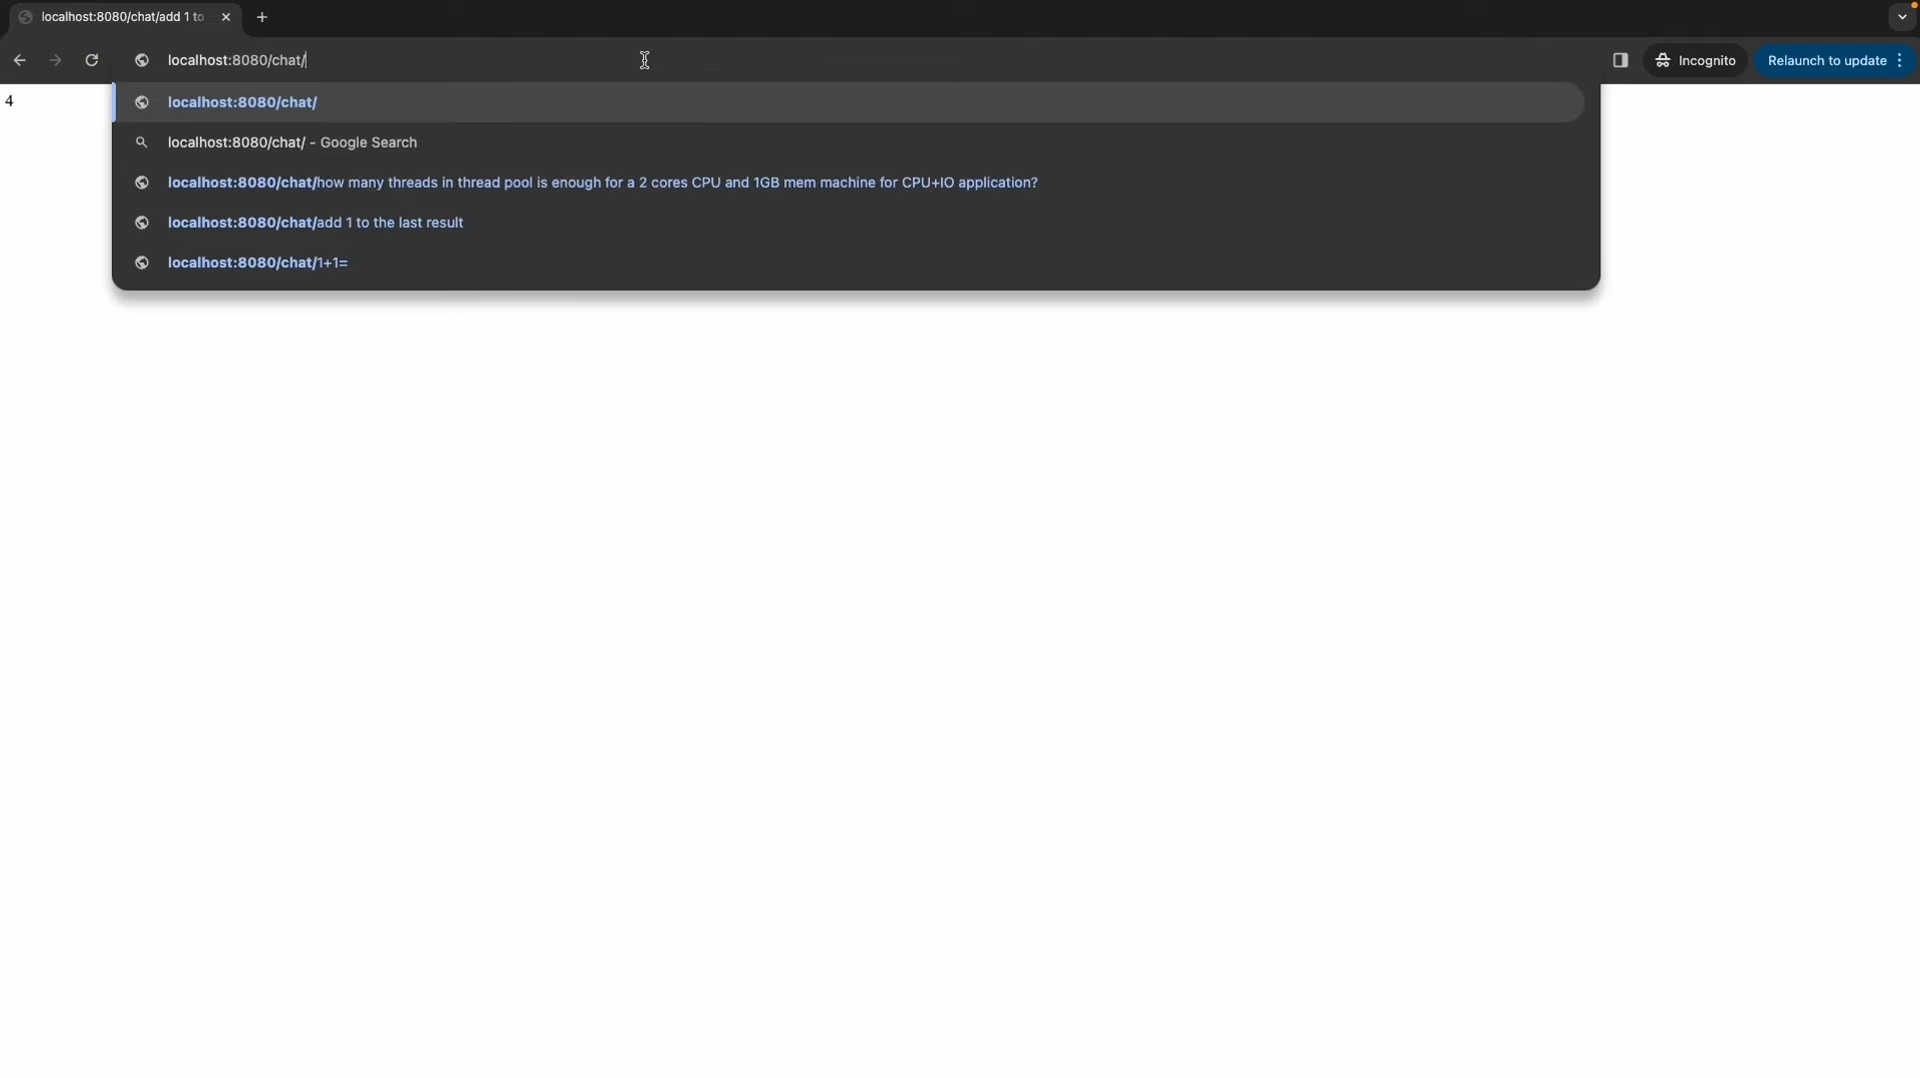 localhost:8080/chat/add 1 to
localhost:8080/chat/
Incognito
Relaunch to update
4
localhost:8080/chat/
localhost:8080/chat/ - Google Search
localhost:8080/chat/how many threads in thread pool is enough for a 2 cores CPU and 1GB mem machine for CPU+IO application?
localhost:8080/chat/add 1 to the last result
localhost:8080/chat/1+1=